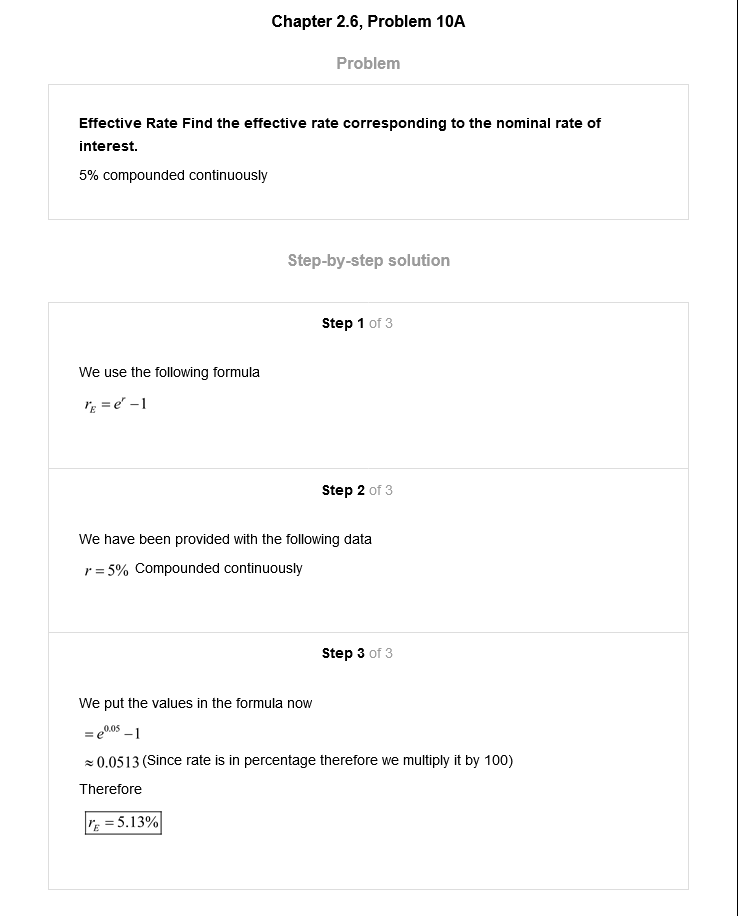 Chapter 2.6, Problem 10A
Problem
Effective Rate Find the effective rate corresponding to the nominal rate of
interest.
5% compounded continuously
Step-by-step solution
Step 1 of 3
We use the following formula
r_E = e^r − 1
Step 2 of 3
We have been provided with the following data
r = 5% Compounded continuously
Step 3 of 3
We put the values in the formula now
= e^0.05 − 1
≈ 0.0513 (Since rate is in percentage therefore we multiply it by 100)
Therefore
r_E = 5.13%